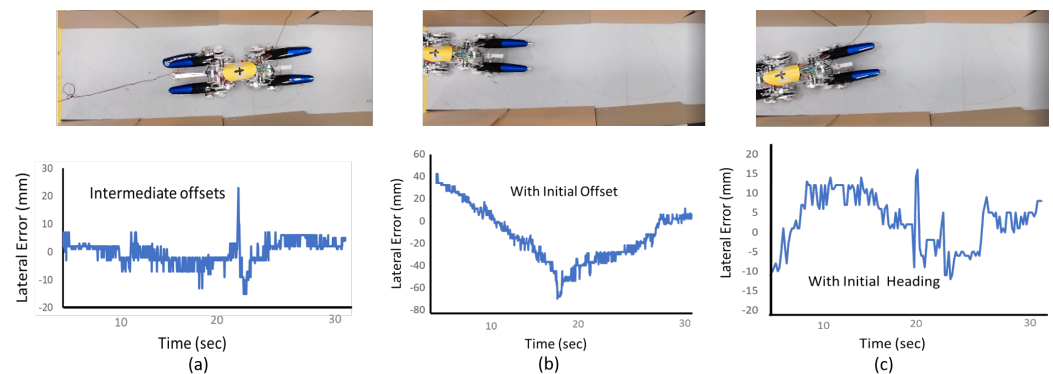 30
20
10
0
-10
-20
Lateral Error (mm)
Intermediate offsets
10
20
30
Time (sec)
(a)
60
40
20
0
-20
-40
-60
-80
Lateral Error (mm)
With Initial Offset
10
20
30
Time (sec)
(b)
20
15
10
5
0
-5
-10
-15
-20
Lateral Error (mm)
With Initial Heading
10
20
30
Time (sec)
(c)